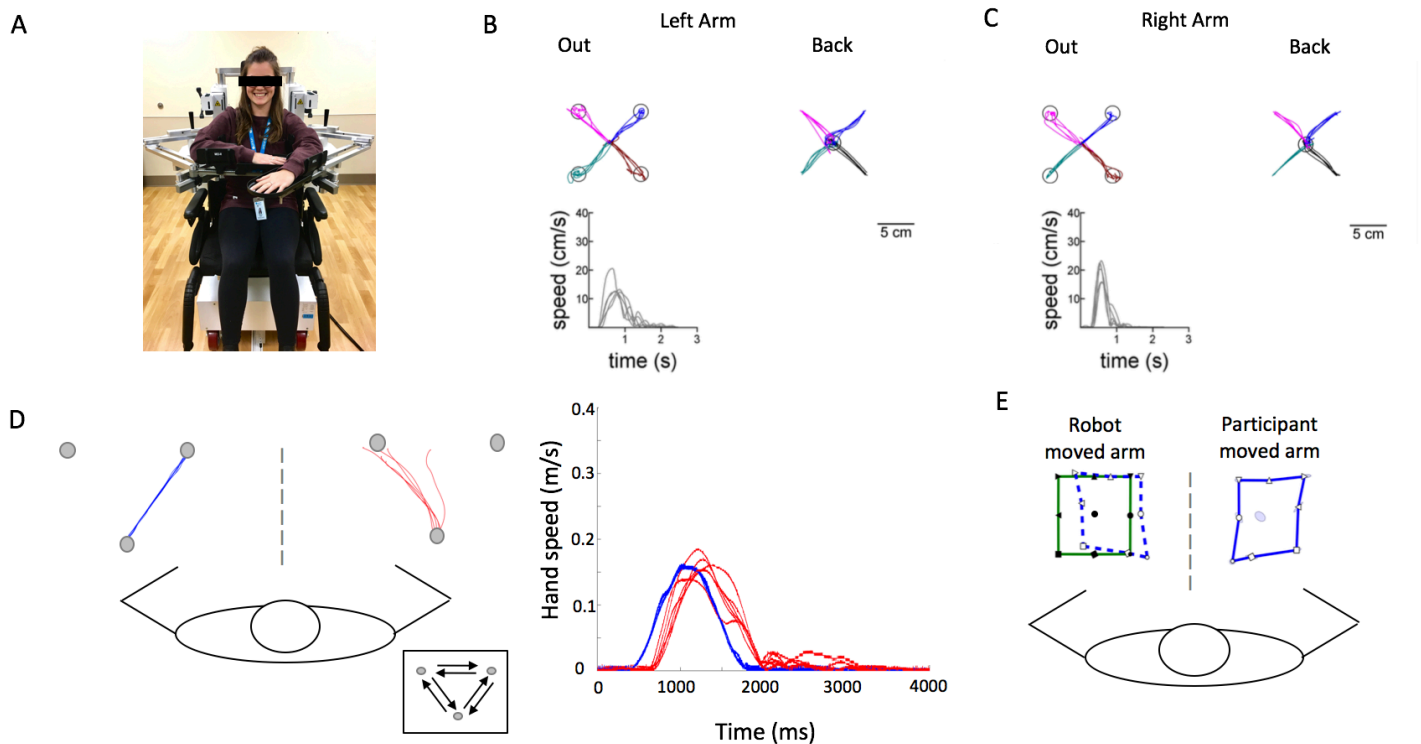 A
B
Left Arm
Out
Back
40
30
20
10
speed (cm/s)
1
2
3
time (s)
5 cm
C
Right Arm
Out
Back
40
30
20
10
speed (cm/s)
1
2
3
time (s)
5 cm
D
0.4
0.3
0.2
0.1
0
Hand speed (m/s)
0
1000
2000
3000
4000
Time (ms)
E
Robot
moved arm
Participant
moved arm